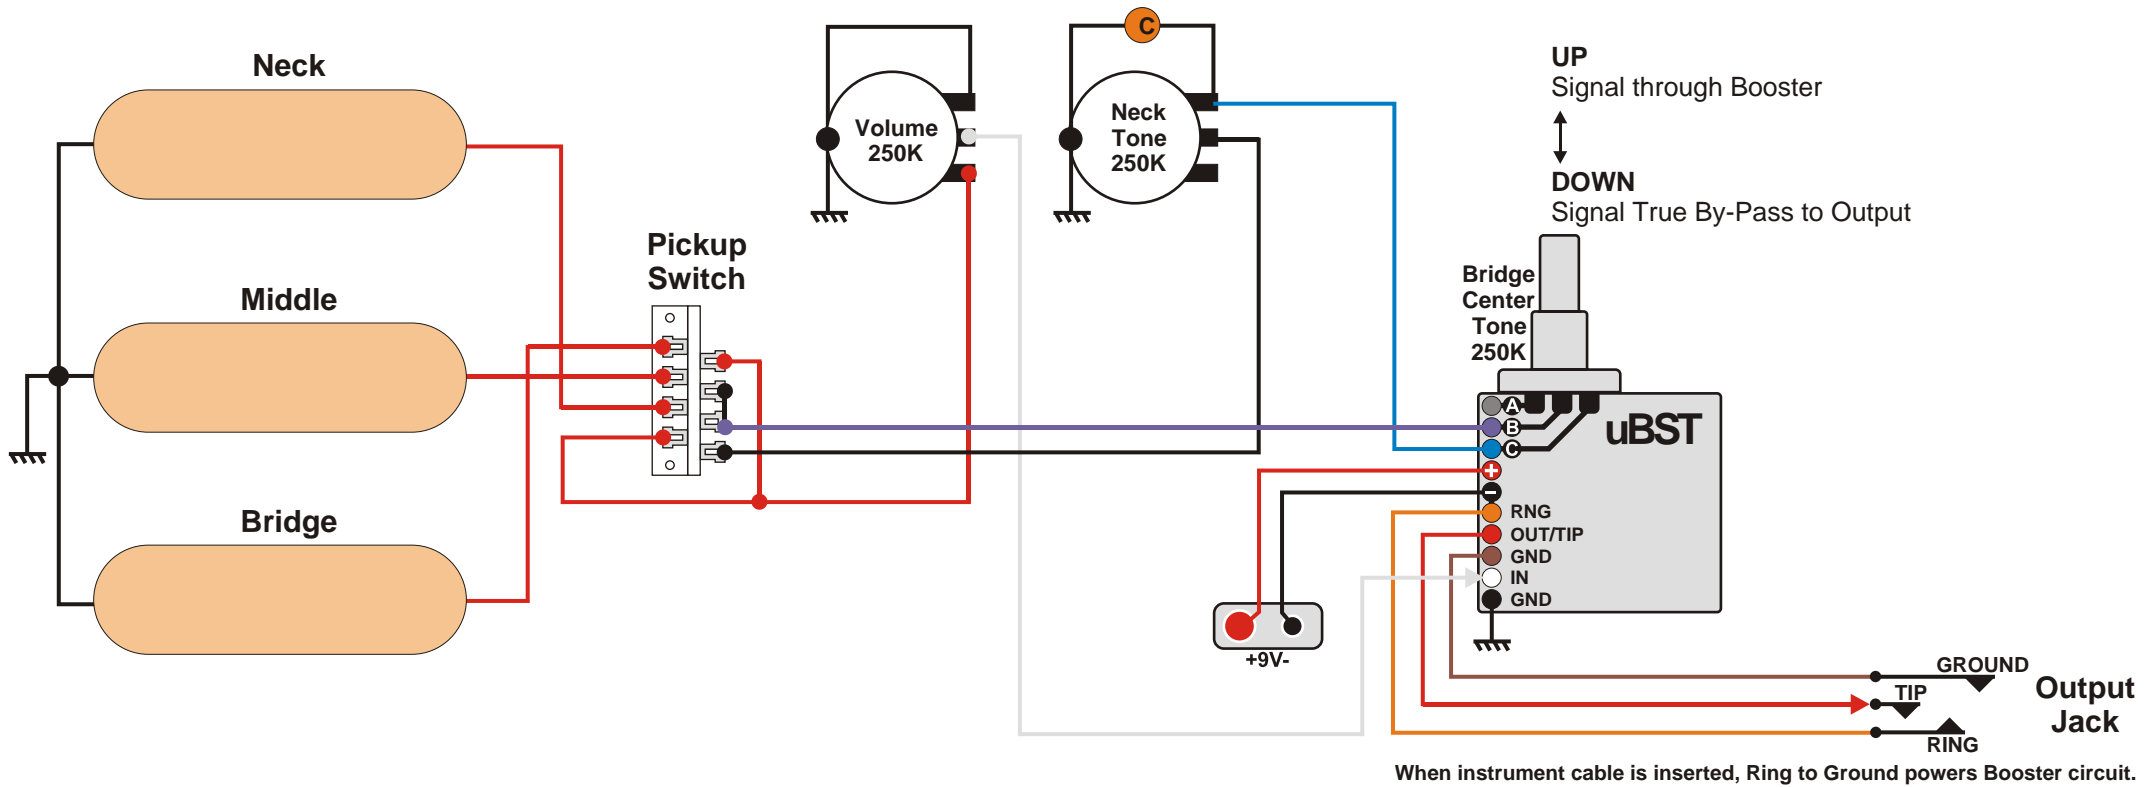 Neck
Middle
Bridge
Pickup
Switch
Volume
250K
C
Neck
Tone
250K
UP
Signal through Booster
DOWN
Signal True By-Pass to Output
Bridge
Center
Tone
250K
A
B
C
uBST
+
-
RNG
OUT/TIP
GND
IN
GND
+9V-
GROUND
TIP
RING
Output
Jack
When instrument cable is inserted, Ring to Ground powers Booster circuit.